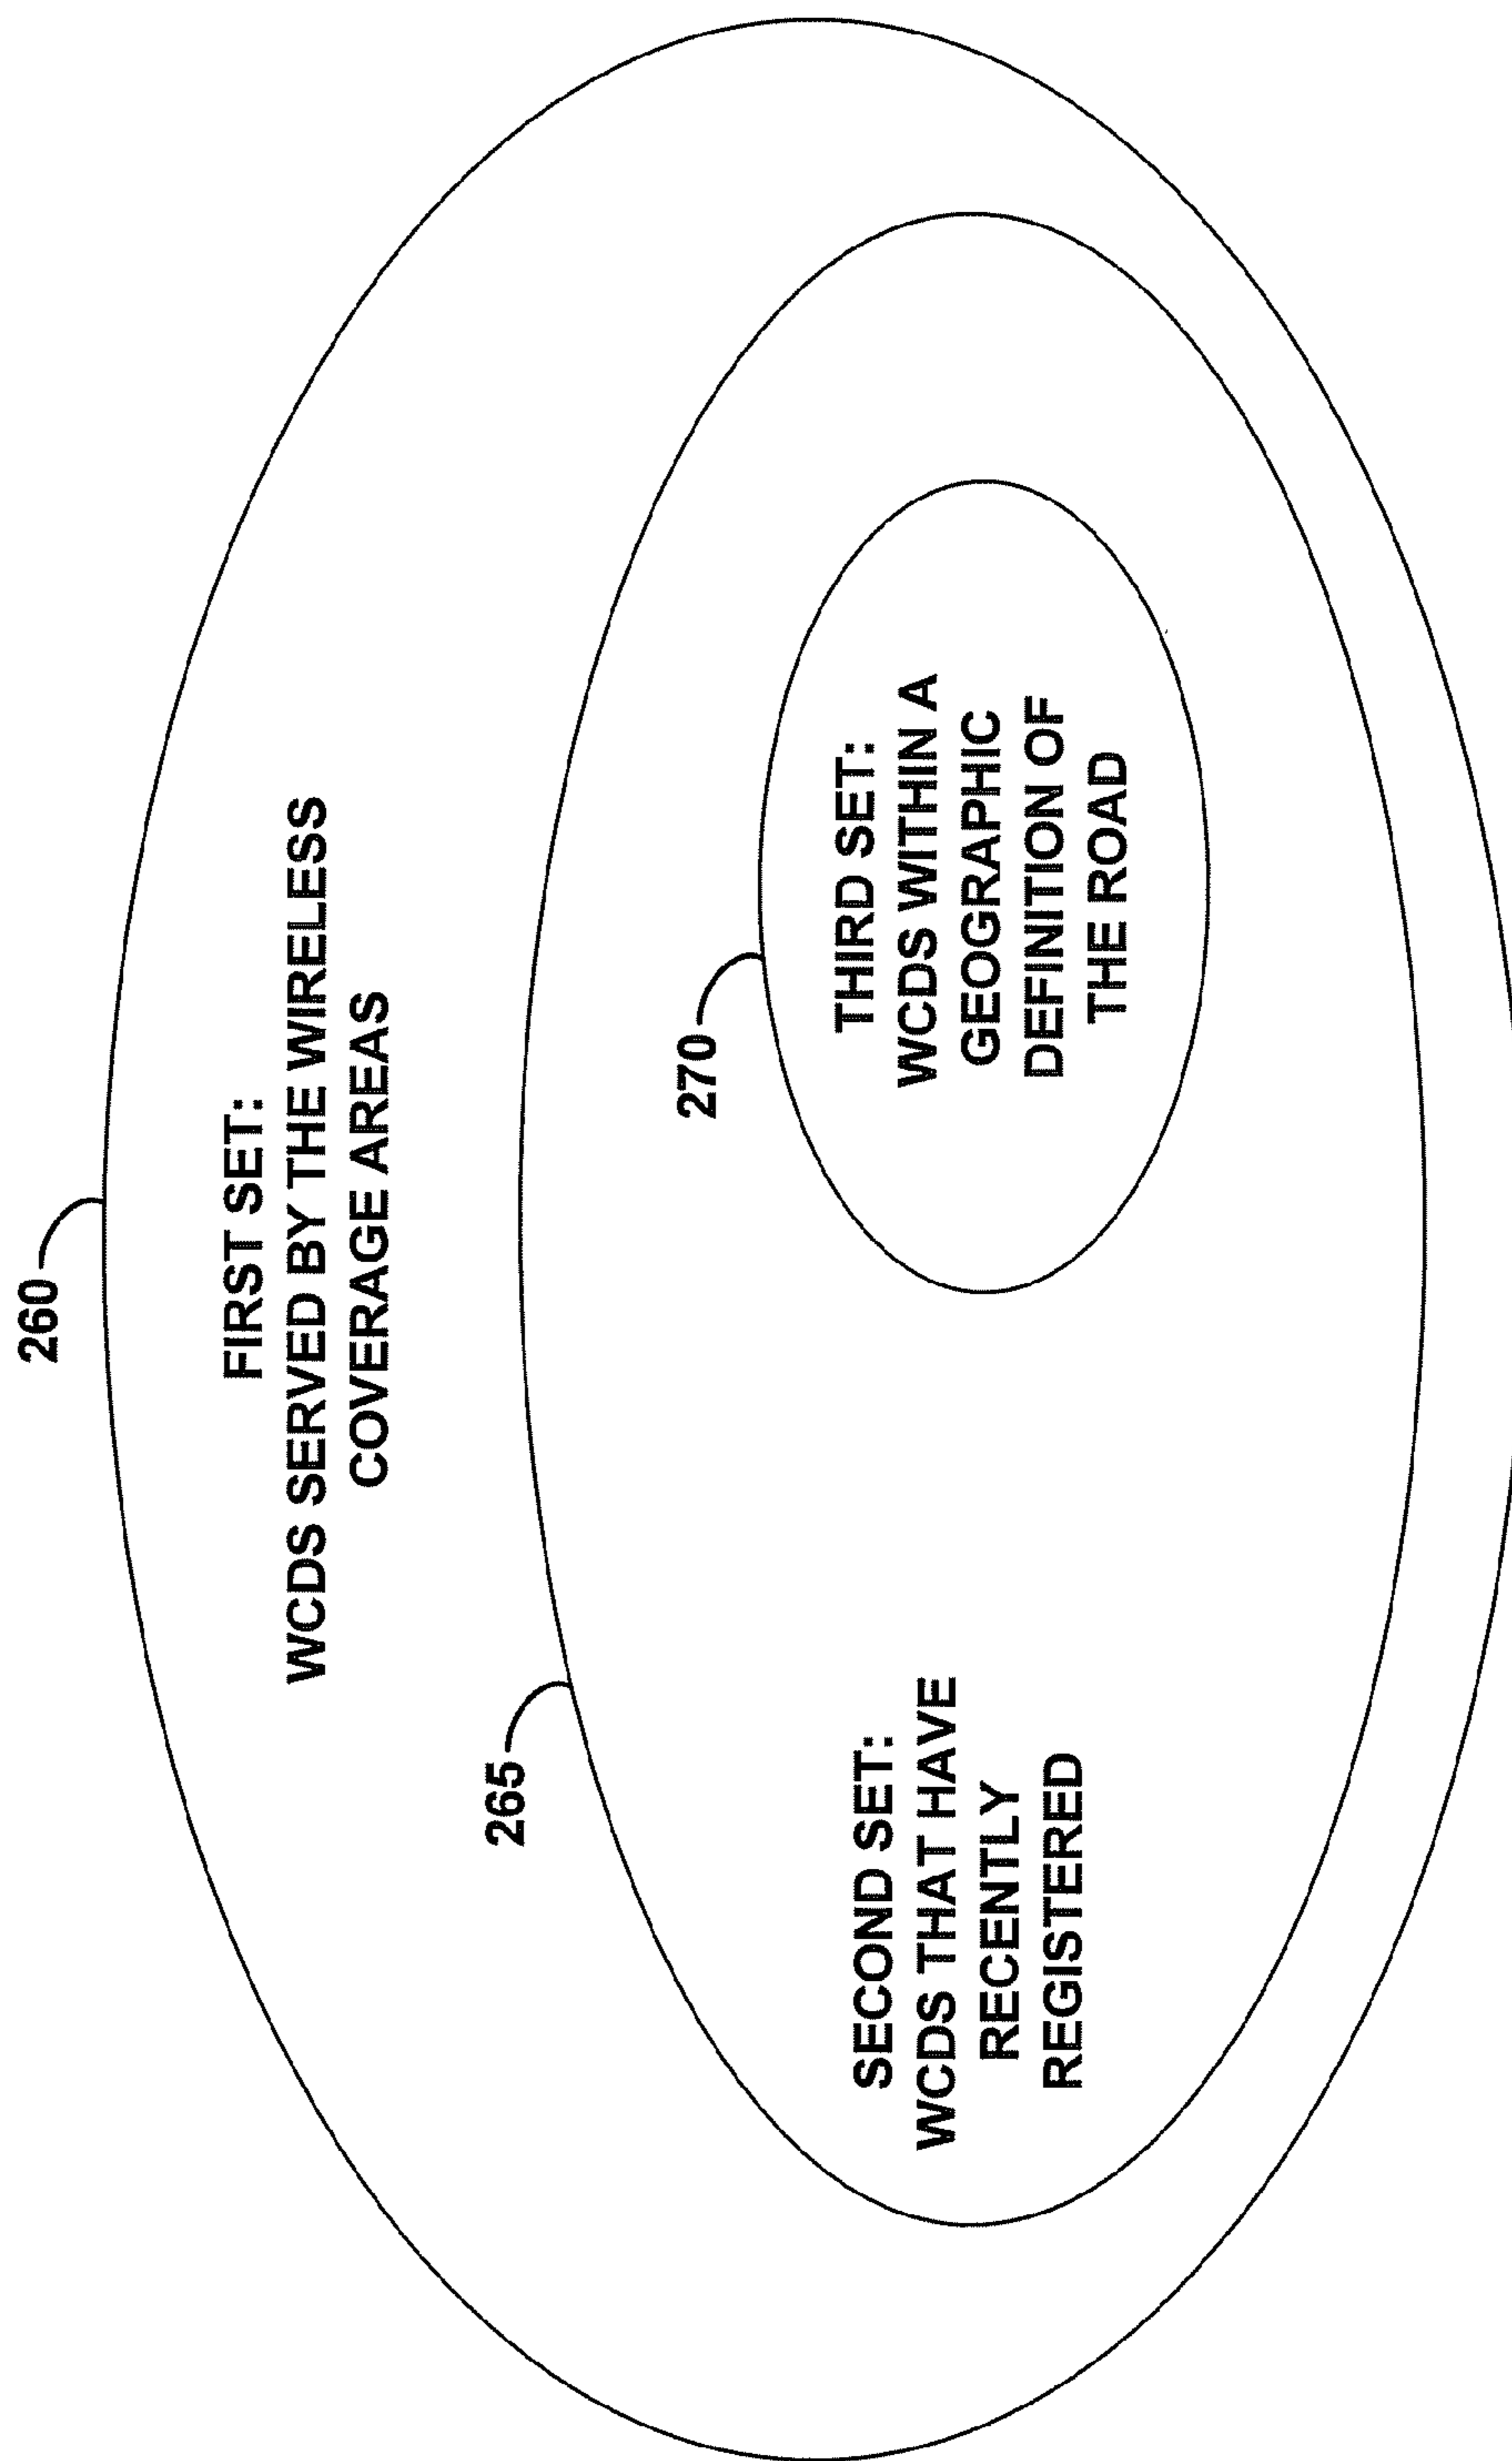 260
FIRST SET:
WCDS SERVED BY THE WIRELESS
COVERAGE AREAS
265
SECOND SET:
WCDS THAT HAVE
RECENTLY
REGISTERED
270
THIRD SET:
WCDS WITHIN A
GEOGRAPHIC
DEFINITION OF
THE ROAD